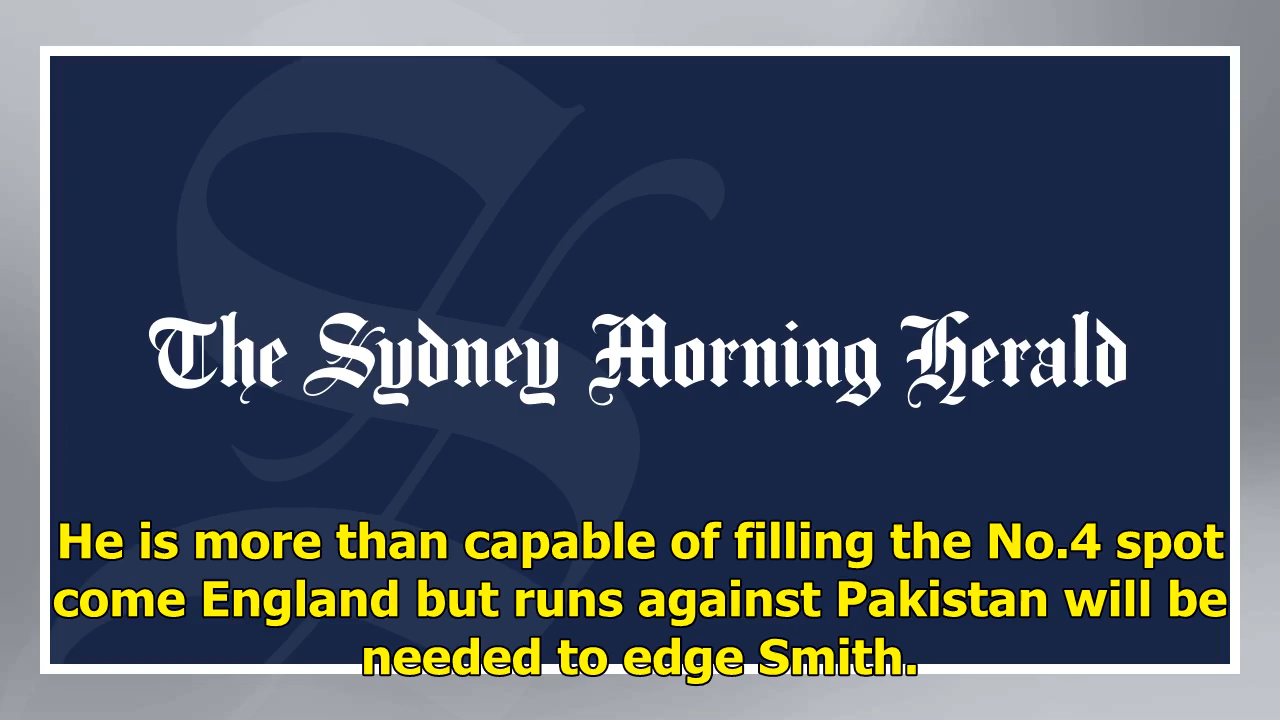 The Sydney Morning Herald
He is more than capable of filling the No.4 spot
come England but runs against Pakistan will be
needed to edge Smith.